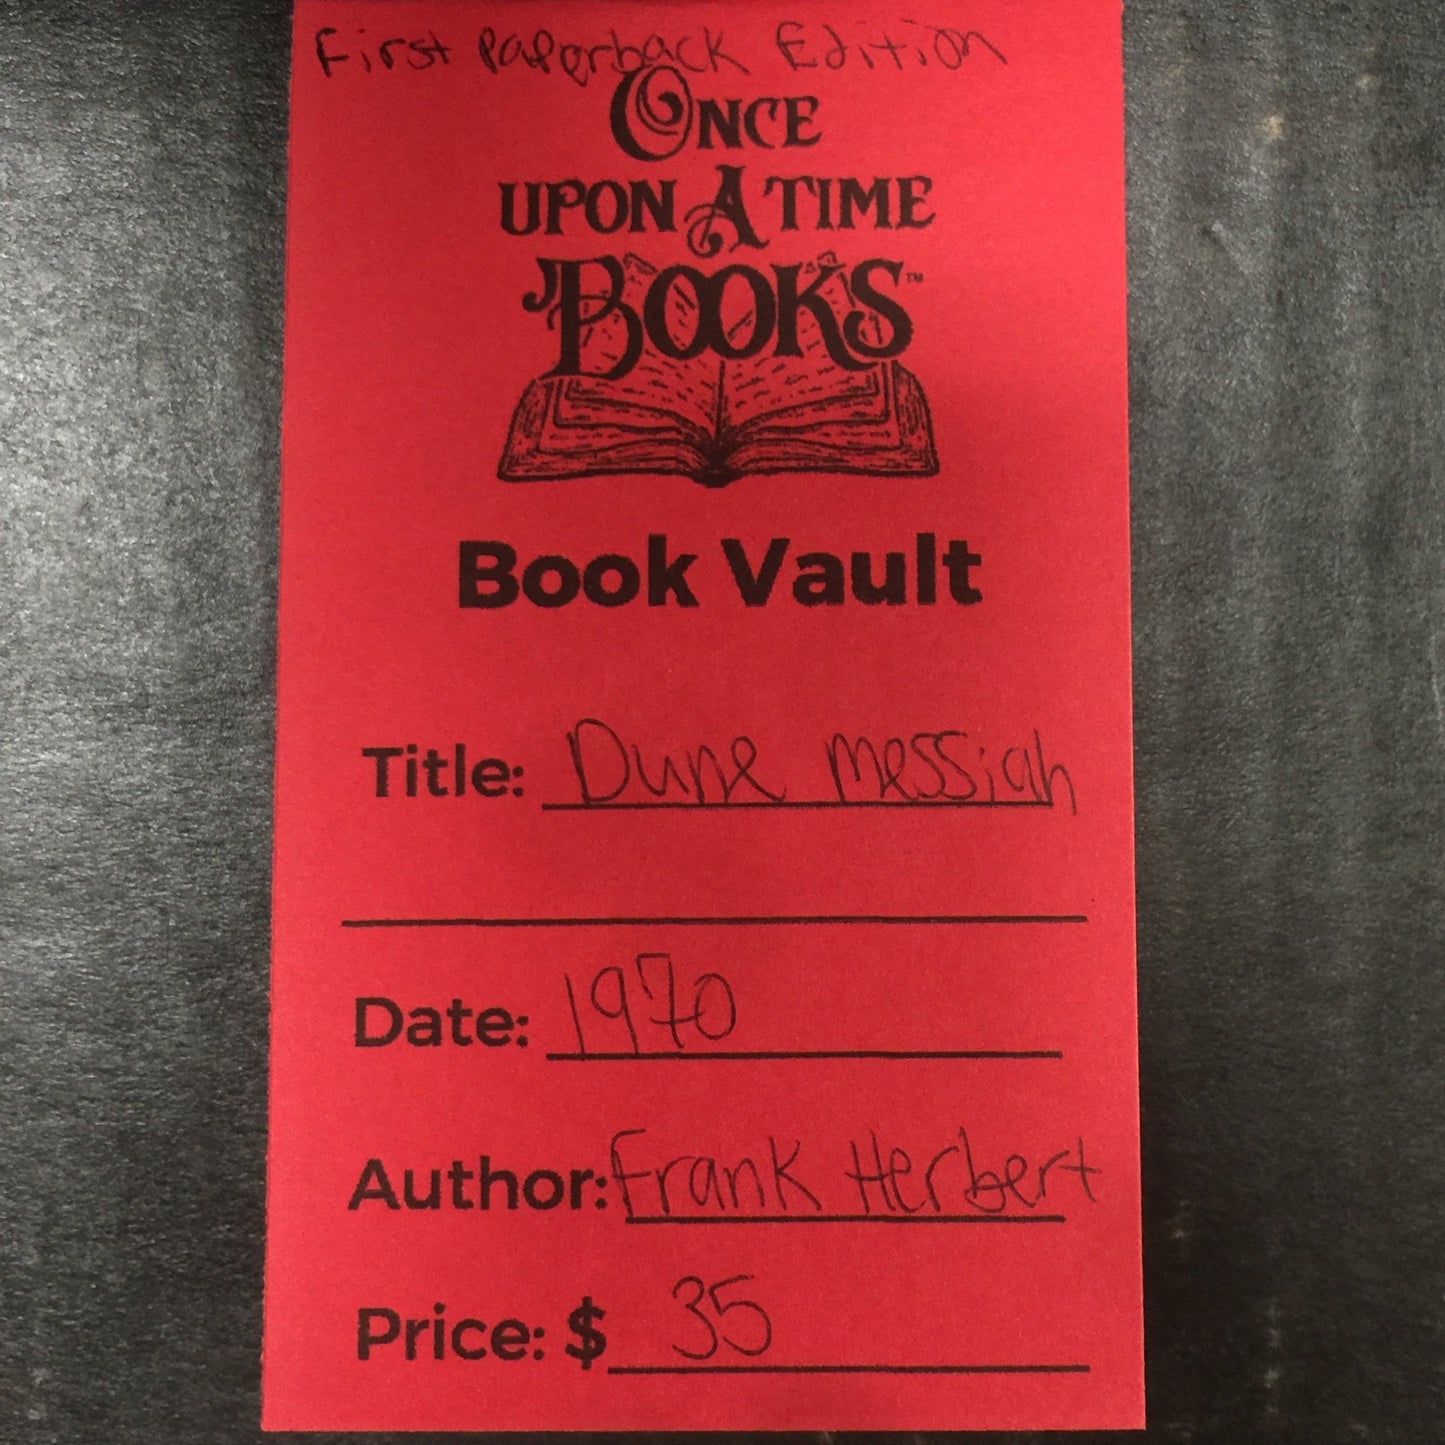 First Paperback Edition
ONCE
UPON A TIME
BOOKS™
Book Vault
Title: Dune Messiah
Date: 1970
Author: Frank Herbert
Price: $ 35